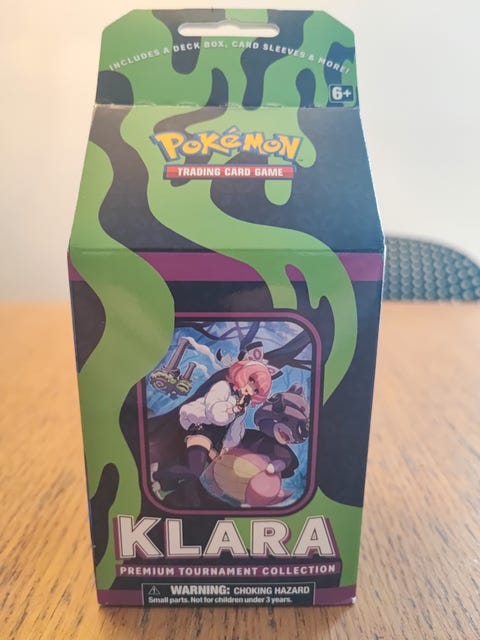 INCLUDES A DECK BOX, CARD SLEEVES & MORE!
6+
POKéMON
TRADING CARD GAME
KLARA
PREMIUM TOURNAMENT COLLECTION
WARNING: CHOKING HAZARD
Small parts. Not for children under 3 years.